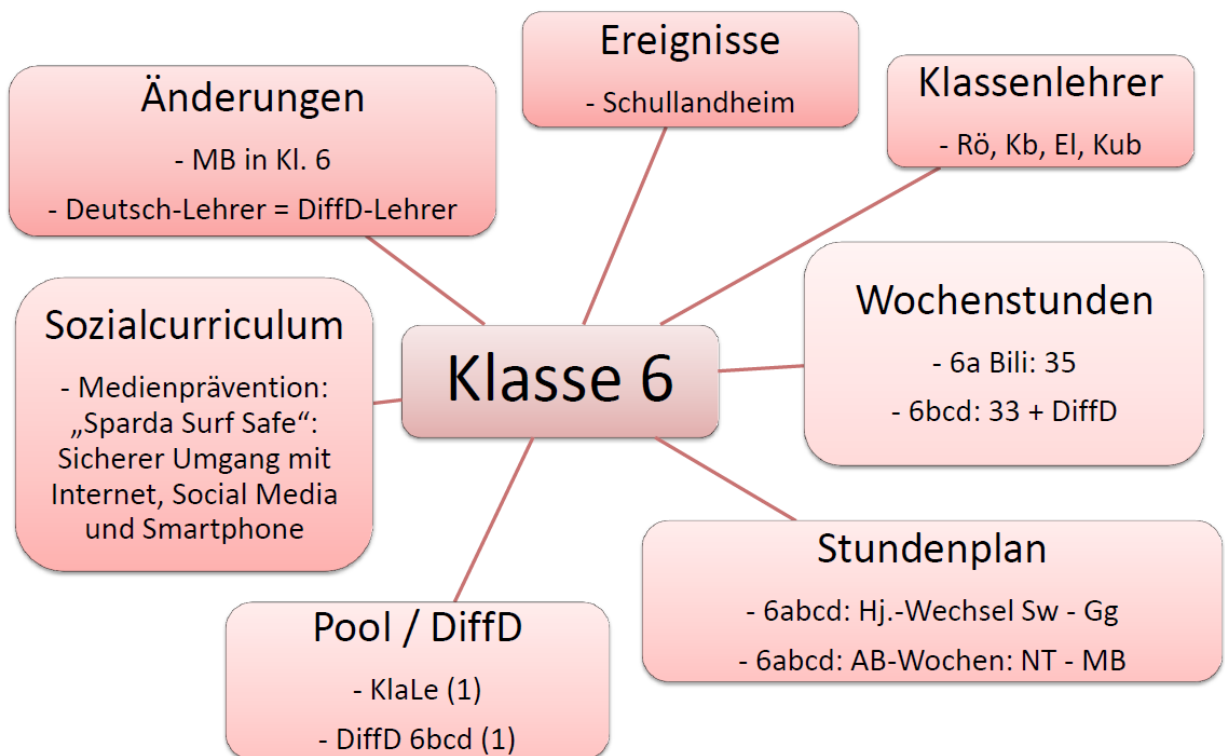 Änderungen
- MB in Kl. 6
- Deutsch-Lehrer = DiffD-Lehrer
Ereignisse
- Schullandheim
Klassenlehrer
- Rö, Kb, El, Kub
Sozialcurriculum
- Medienprävention:
„Sparda Surf Safe“:
Sicherer Umgang mit
Internet, Social Media
und Smartphone
Klasse 6
Wochenstunden
- 6a Bili: 35
- 6bcd: 33 + DiffD
Pool / DiffD
- KlaLe (1)
- DiffD 6bcd (1)
Stundenplan
- 6abcd: Hj.-Wechsel Sw - Gg
- 6abcd: AB-Wochen: NT - MB